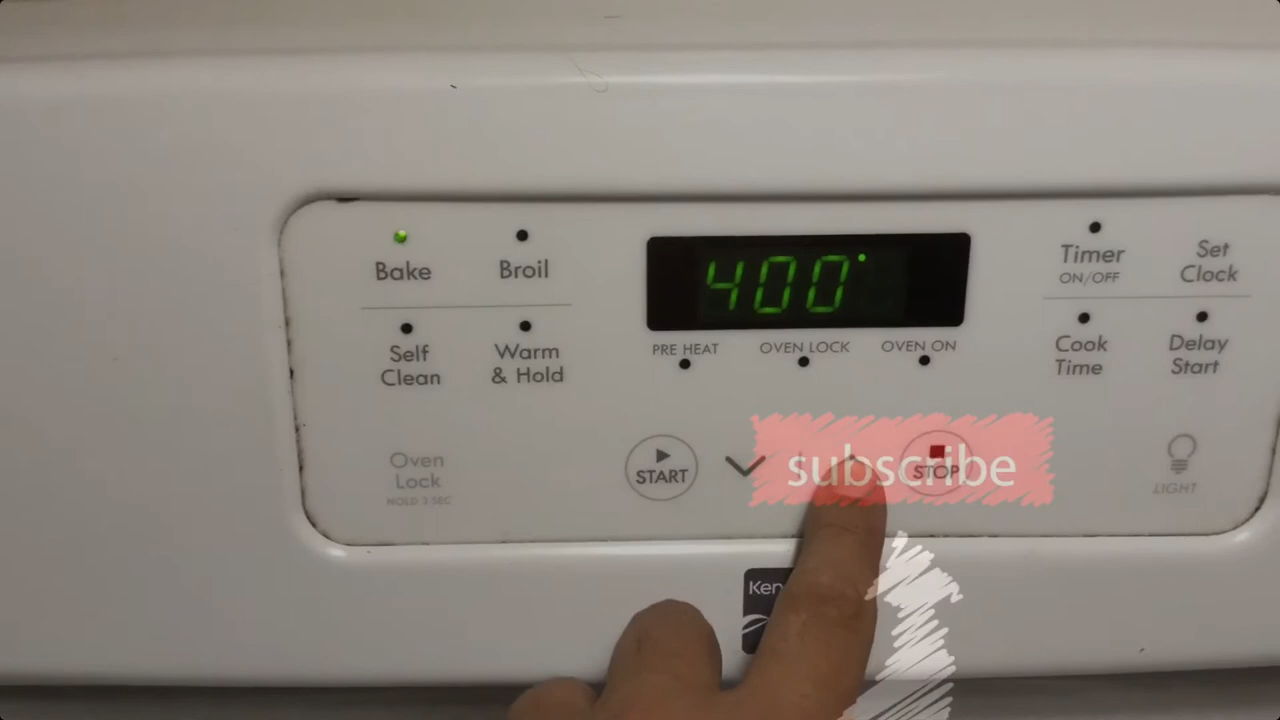 Bake
Broil
400°
Timer
ON/OFF
Set
Clock
Self
Clean
Warm
& Hold
PRE HEAT
OVEN LOCK
OVEN ON
Cook
Time
Delay
Start
Oven
Lock
HOLD 3 SEC
START
subscribe
STOP
LIGHT
Ken